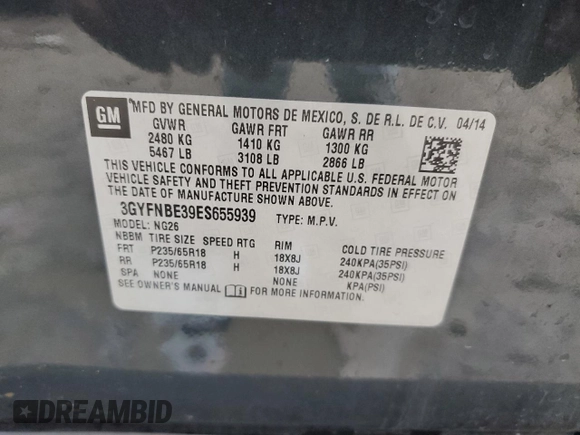 GM
MFD BY GENERAL MOTORS DE MEXICO, S. DE R.L. DE C.V. 04/14
GVWR GAWR FRT GAWR RR
2480 KG 1410 KG 1300 KG
5467 LB 3108 LB 2866 LB
THIS VEHICLE CONFORMS TO ALL APPLICABLE U.S. FEDERAL MOTOR
VEHICLE SAFETY AND THEFT PREVENTION STANDARDS IN EFFECT ON
THE DATE OF MANUFACTURE SHOWN ABOVE.
3GYFNBE39ES655939 TYPE: M.P.V.
MODEL: NG26
NBBM TIRE SIZE SPEED RTG RIM COLD TIRE PRESSURE
FRT P235/65R18 H 18X8J 240KPA(35PSI)
RR P235/65R18 H 18X8J 240KPA(35PSI)
SPA NONE NONE KPA(PSI)
SEE OWNER'S MANUAL FOR MORE INFORMATION.
DREAMBID